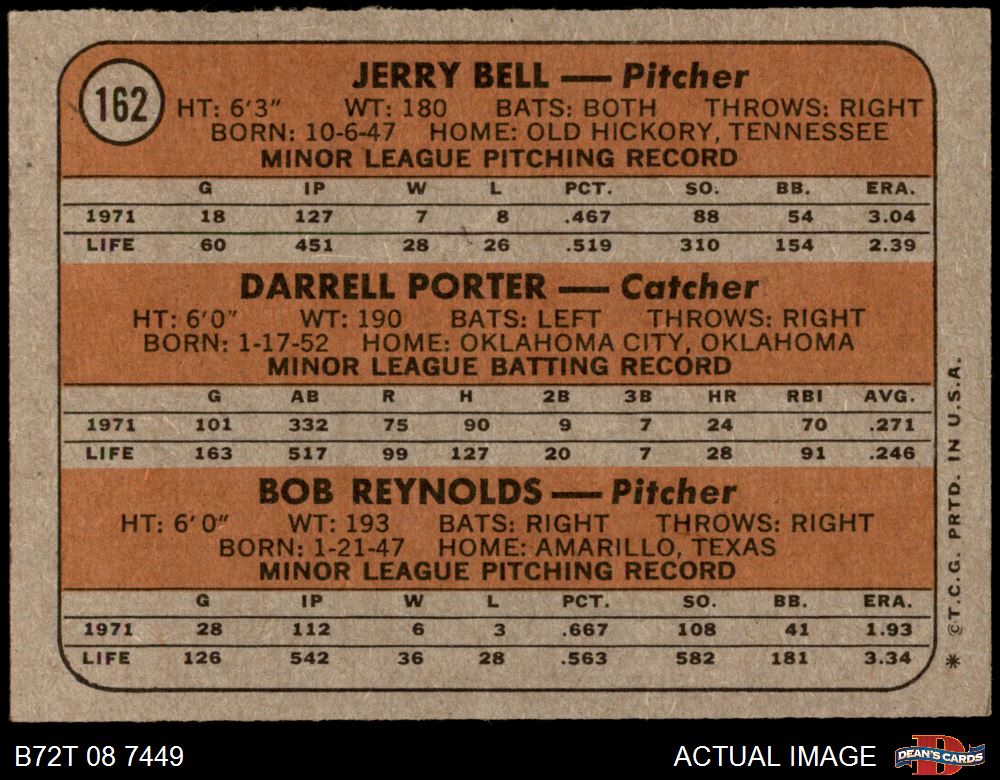 162
JERRY BELL — Pitcher
HT: 6'3" WT: 180 BATS: BOTH THROWS: RIGHT
BORN: 10-6-47 HOME: OLD HICKORY, TENNESSEE
MINOR LEAGUE PITCHING RECORD
G IP W L PCT. SO. BB. ERA.
1971 18 127 7 8 .467 88 54 3.04
LIFE 60 451 28 26 .519 310 154 2.39
DARRELL PORTER — Catcher
HT: 6'0" WT: 190 BATS: LEFT THROWS: RIGHT
BORN: 1-17-52 HOME: OKLAHOMA CITY, OKLAHOMA
MINOR LEAGUE BATTING RECORD
G AB R H 2B 3B HR RBI AVG.
1971 101 332 75 90 9 7 24 70 .271
LIFE 163 517 99 127 20 7 28 91 .246
BOB REYNOLDS — Pitcher
HT: 6'0" WT: 193 BATS: RIGHT THROWS: RIGHT
BORN: 1-21-47 HOME: AMARILLO, TEXAS
MINOR LEAGUE PITCHING RECORD
G IP W L PCT. SO. BB. ERA.
1971 28 112 6 3 .667 108 41 1.93
LIFE 126 542 36 28 .563 582 181 3.34
* ©T.C.G. PRTD. IN U.S.A.
B72T 08 7449
ACTUAL IMAGE
D
DEAN'S CARDS